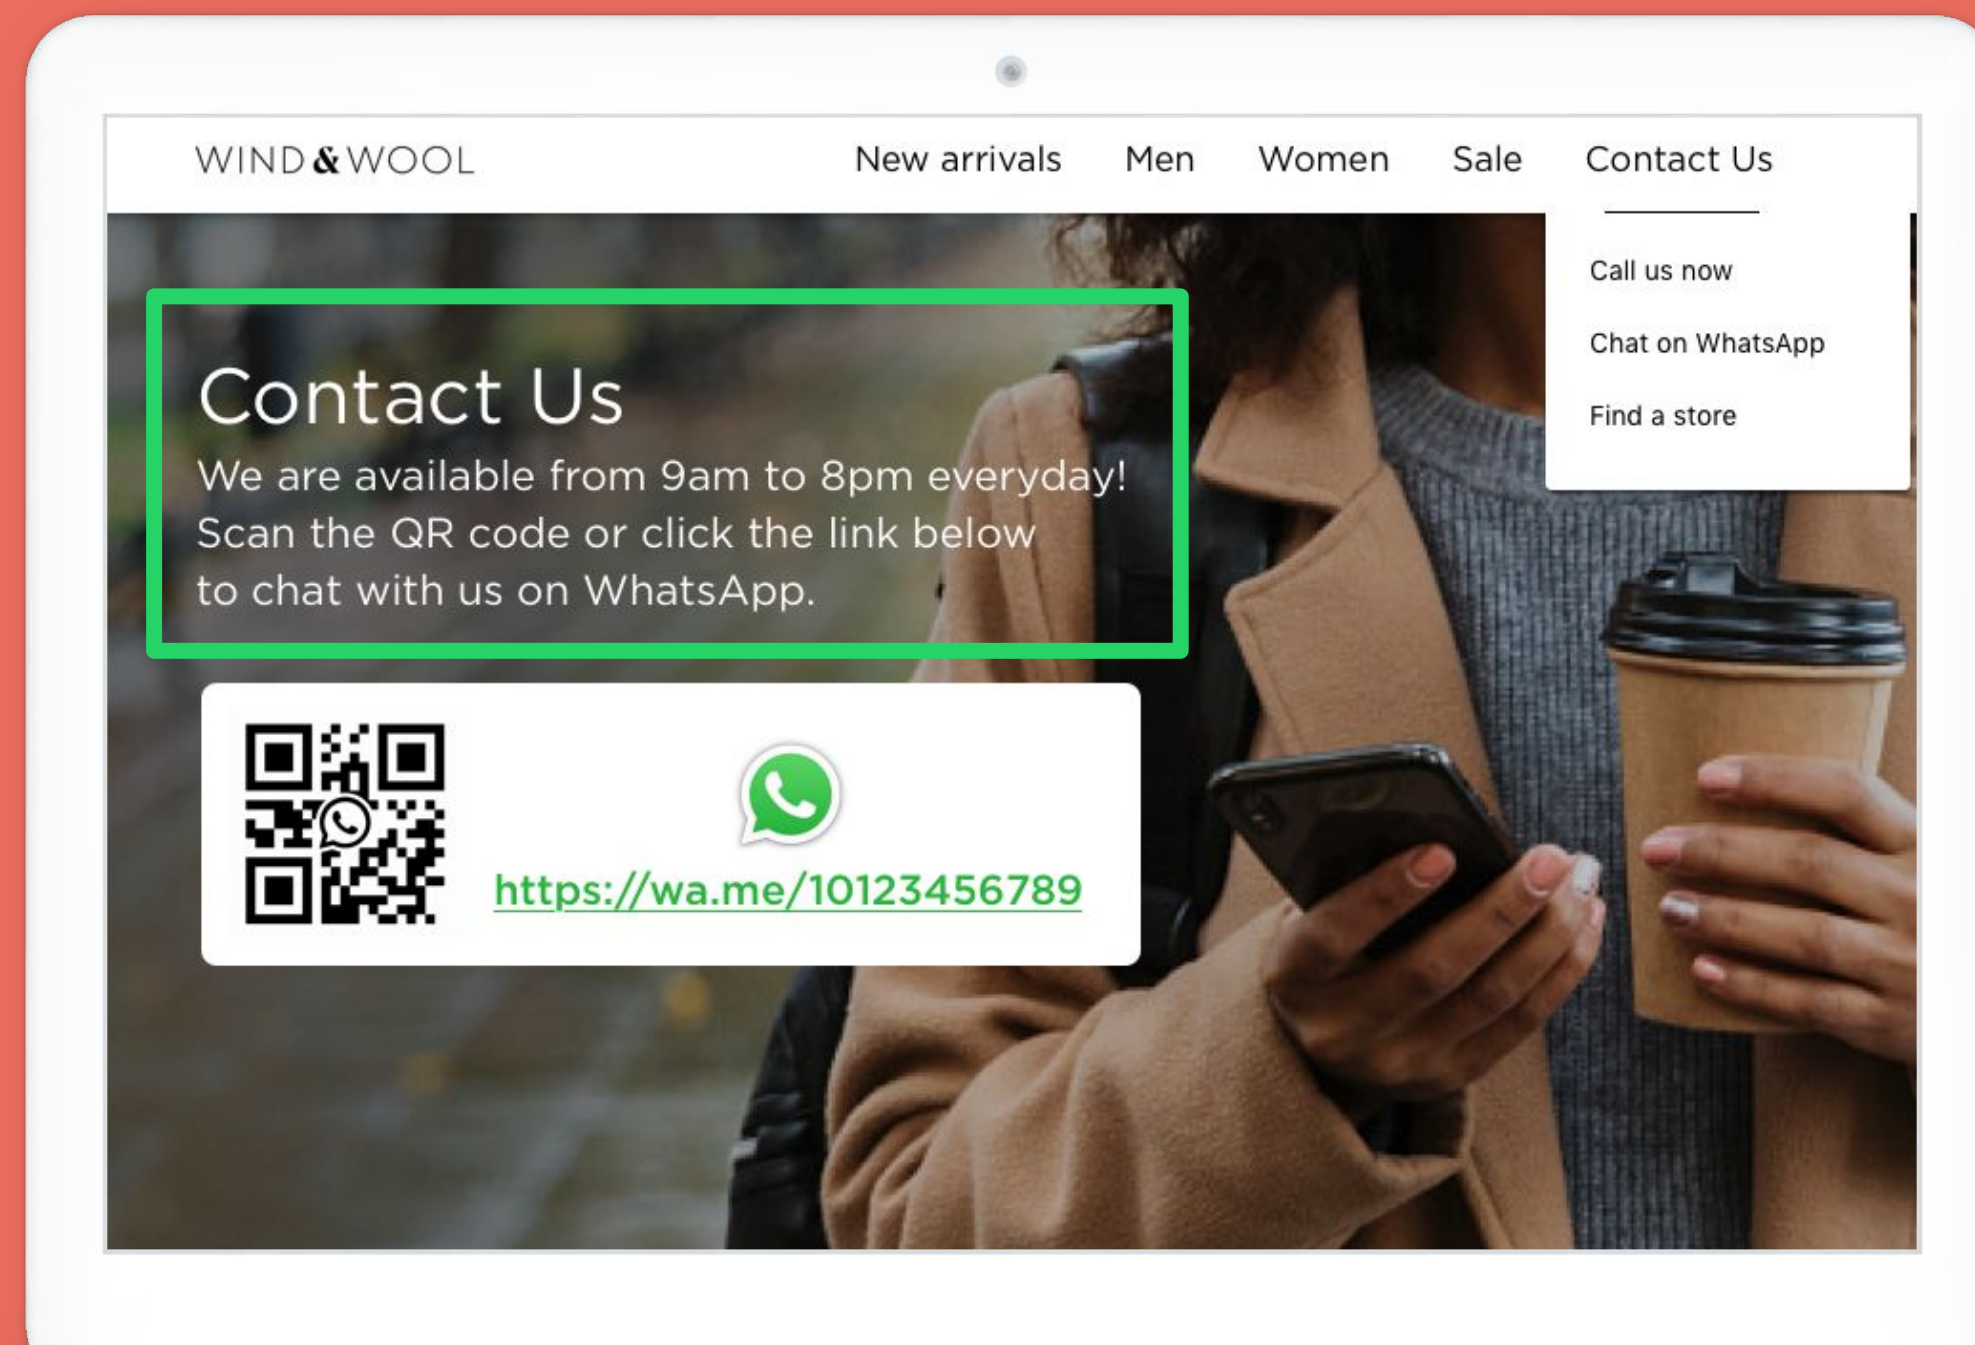 WIND & WOOL
New arrivals Men Women Sale Contact Us
Call us now
Chat on WhatsApp
Find a store
Contact Us
We are available from 9am to 8pm everyday!
Scan the QR code or click the link below
to chat with us on WhatsApp.
https://wa.me/10123456789